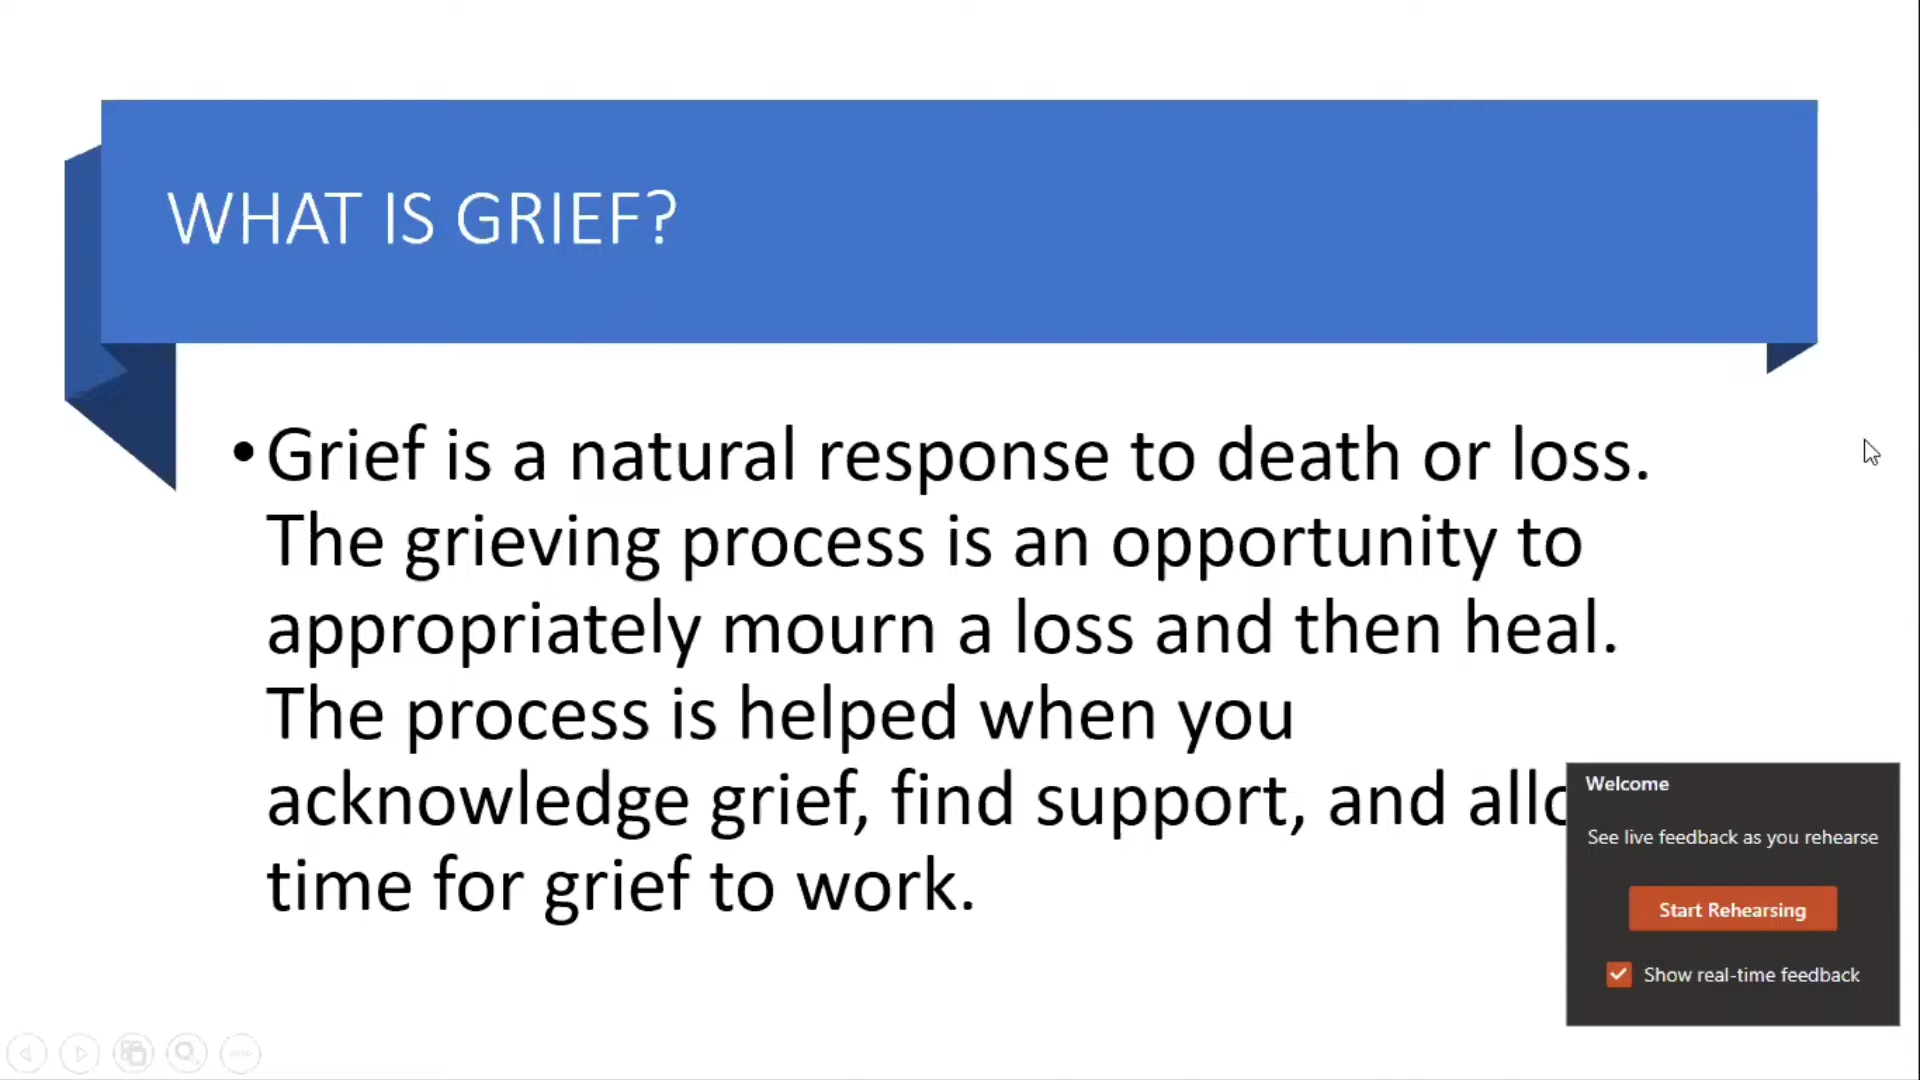 WHAT IS GRIEF?
•Grief is a natural response to death or loss.
The grieving process is an opportunity to
appropriately mourn a loss and then heal.
The process is helped when you
acknowledge grief, find support, and
time for grief to work.
Welcome
See live feedback as you rehearse
Start Rehearsing
Show real-time feedback